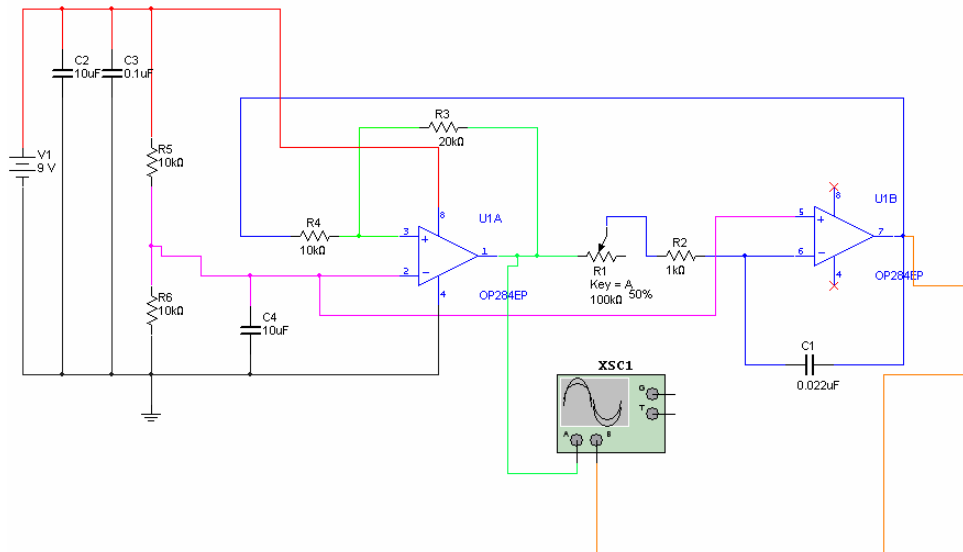 C2
10uF
C3
0.1uF
R3
20kΩ
V1
9 V
R5
10kΩ
8
U1A
8
U1B
R4
10kΩ
3
+
1
2
−
5
+
7
6
−
R2
1kΩ
R1
Key = A
100kΩ
50%
OP284EP
4
4
OP284EP
R6
10kΩ
C4
10uF
C1
0.022uF
XSC1
G
T
A
B